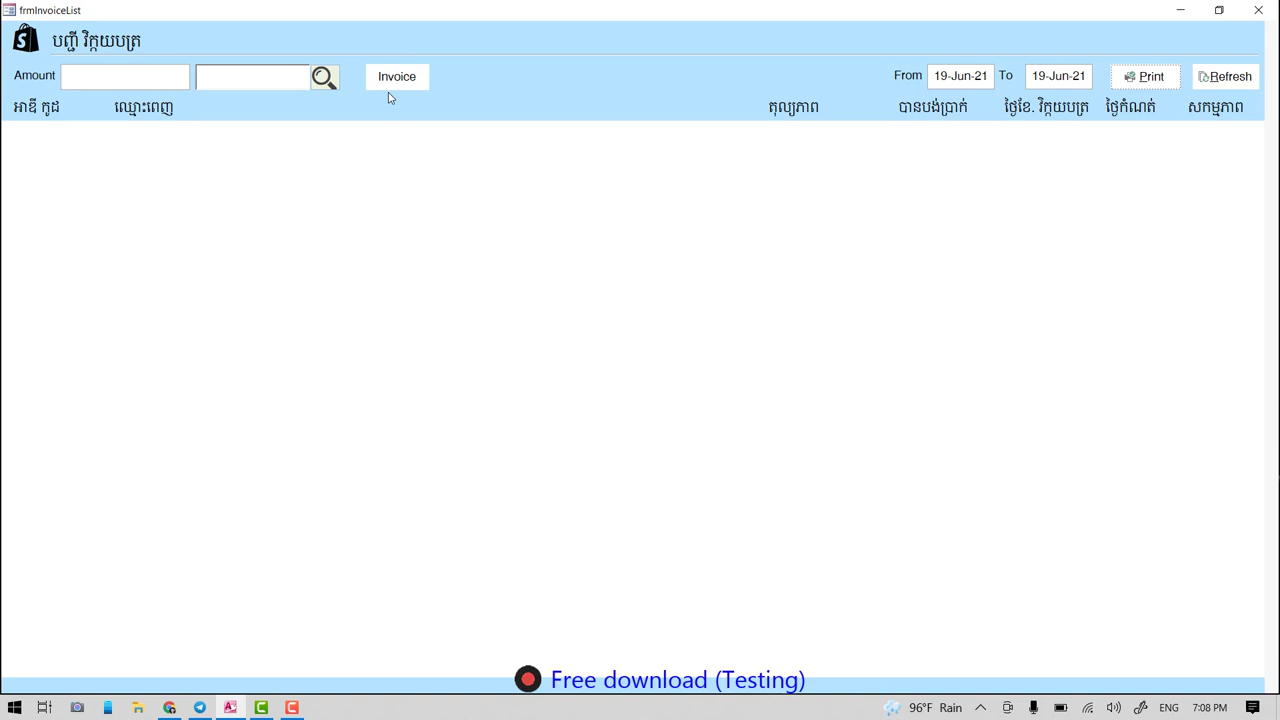 frmInvoiceList
បញ្ជី វិក្កយបត្រ
Amount Invoice From 19-Jun-21 To 19-Jun-21 Print Refresh
អាឌី កូដ ឈ្មោះពេញ តុល្យភាព បានបង់ប្រាក់ ថ្ងៃខែ. វិក្កយបត្រ ថ្ងៃកំណត់ សកម្មភាព
Free download (Testing)
96°F Rain ENG 7:08 PM